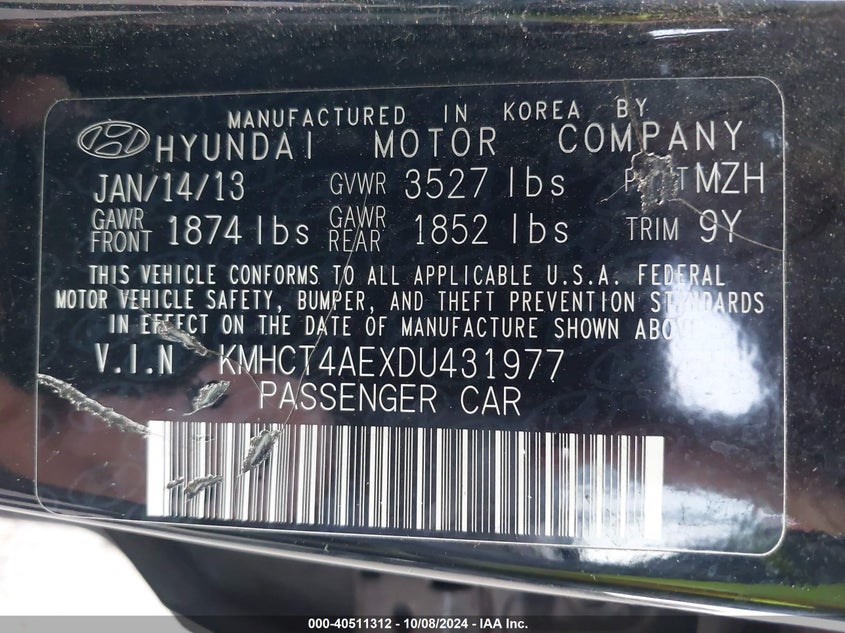 MANUFACTURED IN KOREA BY
HYUNDAI MOTOR COMPANY
JAN/14/13 GVWR 3527 lbs MZH
GAWR FRONT 1874 lbs GAWR REAR 1852 lbs TRIM 9Y
THIS VEHICLE CONFORMS TO ALL APPLICABLE U.S.A. FEDERAL
MOTOR VEHICLE SAFETY, BUMPER, AND THEFT PREVENTION STANDARDS
IN EFFECT ON THE DATE OF MANUFACTURE SHOWN ABOVE
V.I.N KMHCT4AEXDU431977
PASSENGER CAR
000-40511312 - 10/08/2024 - IAA Inc.